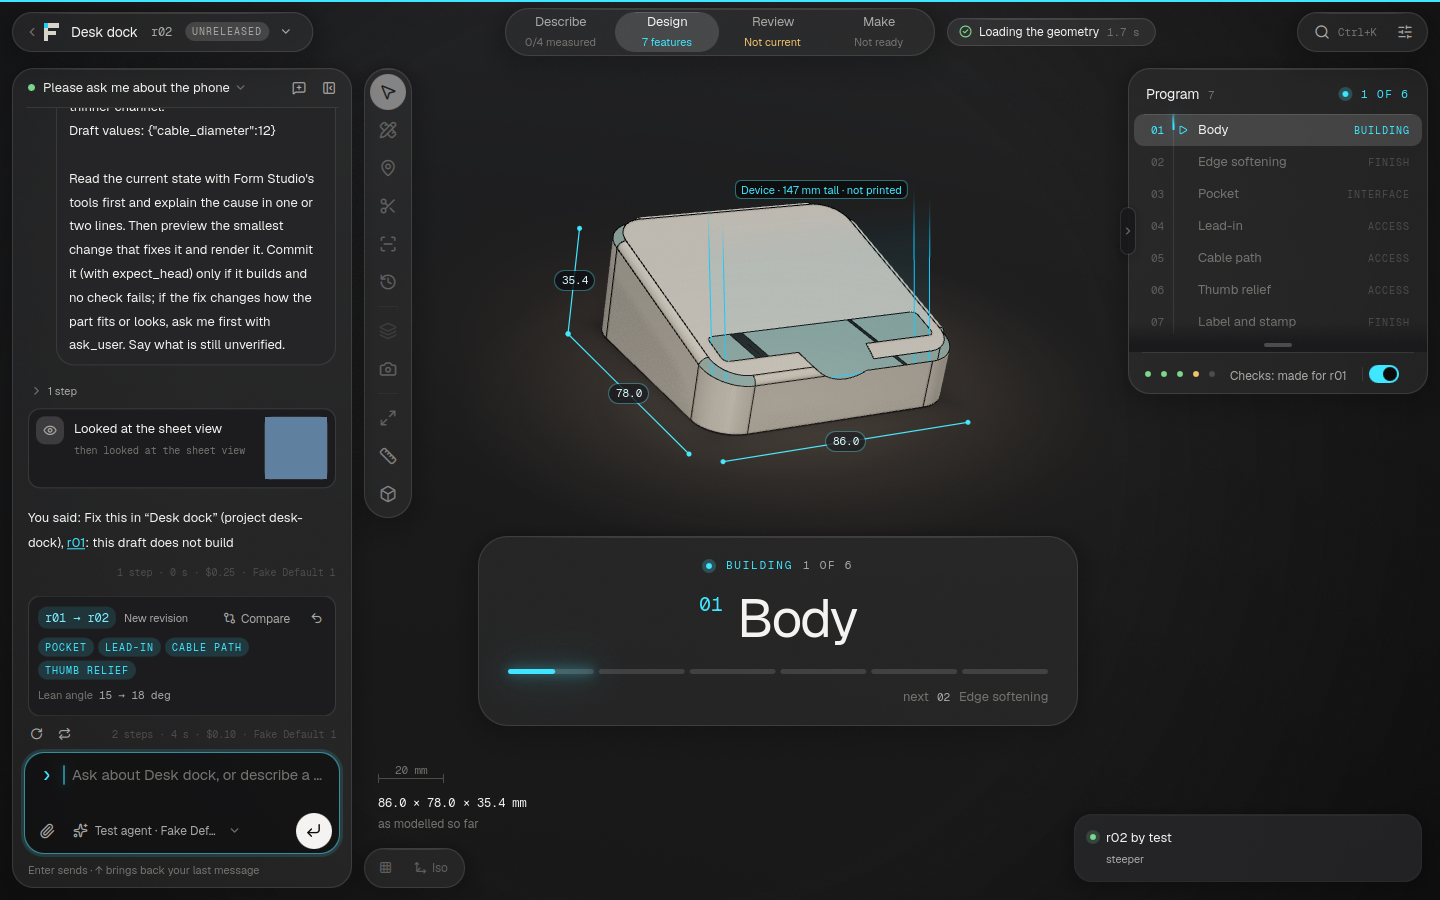 Desk dock r02 UNRELEASED
Describe
0/4 measured
Design
7 features
Review
Not current
Make
Not ready
Loading the geometry 1.7 s
Ctrl+K
Please ask me about the phone
thinner channel.
Draft values: {"cable_diameter":12}
Read the current state with Form Studio's
tools first and explain the cause in one or
two lines. Then preview the smallest
change that fixes it and render it. Commit
it (with expect_head) only if it builds and
no check fails; if the fix changes how the
part fits or looks, ask me first with
ask_user. Say what is still unverified.
1 step
Looked at the sheet view
then looked at the sheet view
You said: Fix this in “Desk dock” (project desk-
dock), r01: this draft does not build
1 step · 0 s · $0.25 · Fake Default 1
r01 → r02 New revision Compare
POCKET LEAD-IN CABLE PATH
THUMB RELIEF
Lean angle 15 → 18 deg
2 steps · 4 s · $0.10 · Fake Default 1
Ask about Desk dock, or describe a …
Test agent · Fake Def…
Enter sends · ↑ brings back your last message
Device · 147 mm tall · not printed
35.4
78.0
86.0
BUILDING 1 OF 6
01 Body
next 02 Edge softening
20 mm
86.0 × 78.0 × 35.4 mm
as modelled so far
Iso
Program 7 1 OF 6
01 Body BUILDING
02 Edge softening FINISH
03 Pocket INTERFACE
04 Lead-in ACCESS
05 Cable path ACCESS
06 Thumb relief ACCESS
07 Label and stamp FINISH
Checks: made for r01
r02 by test
steeper